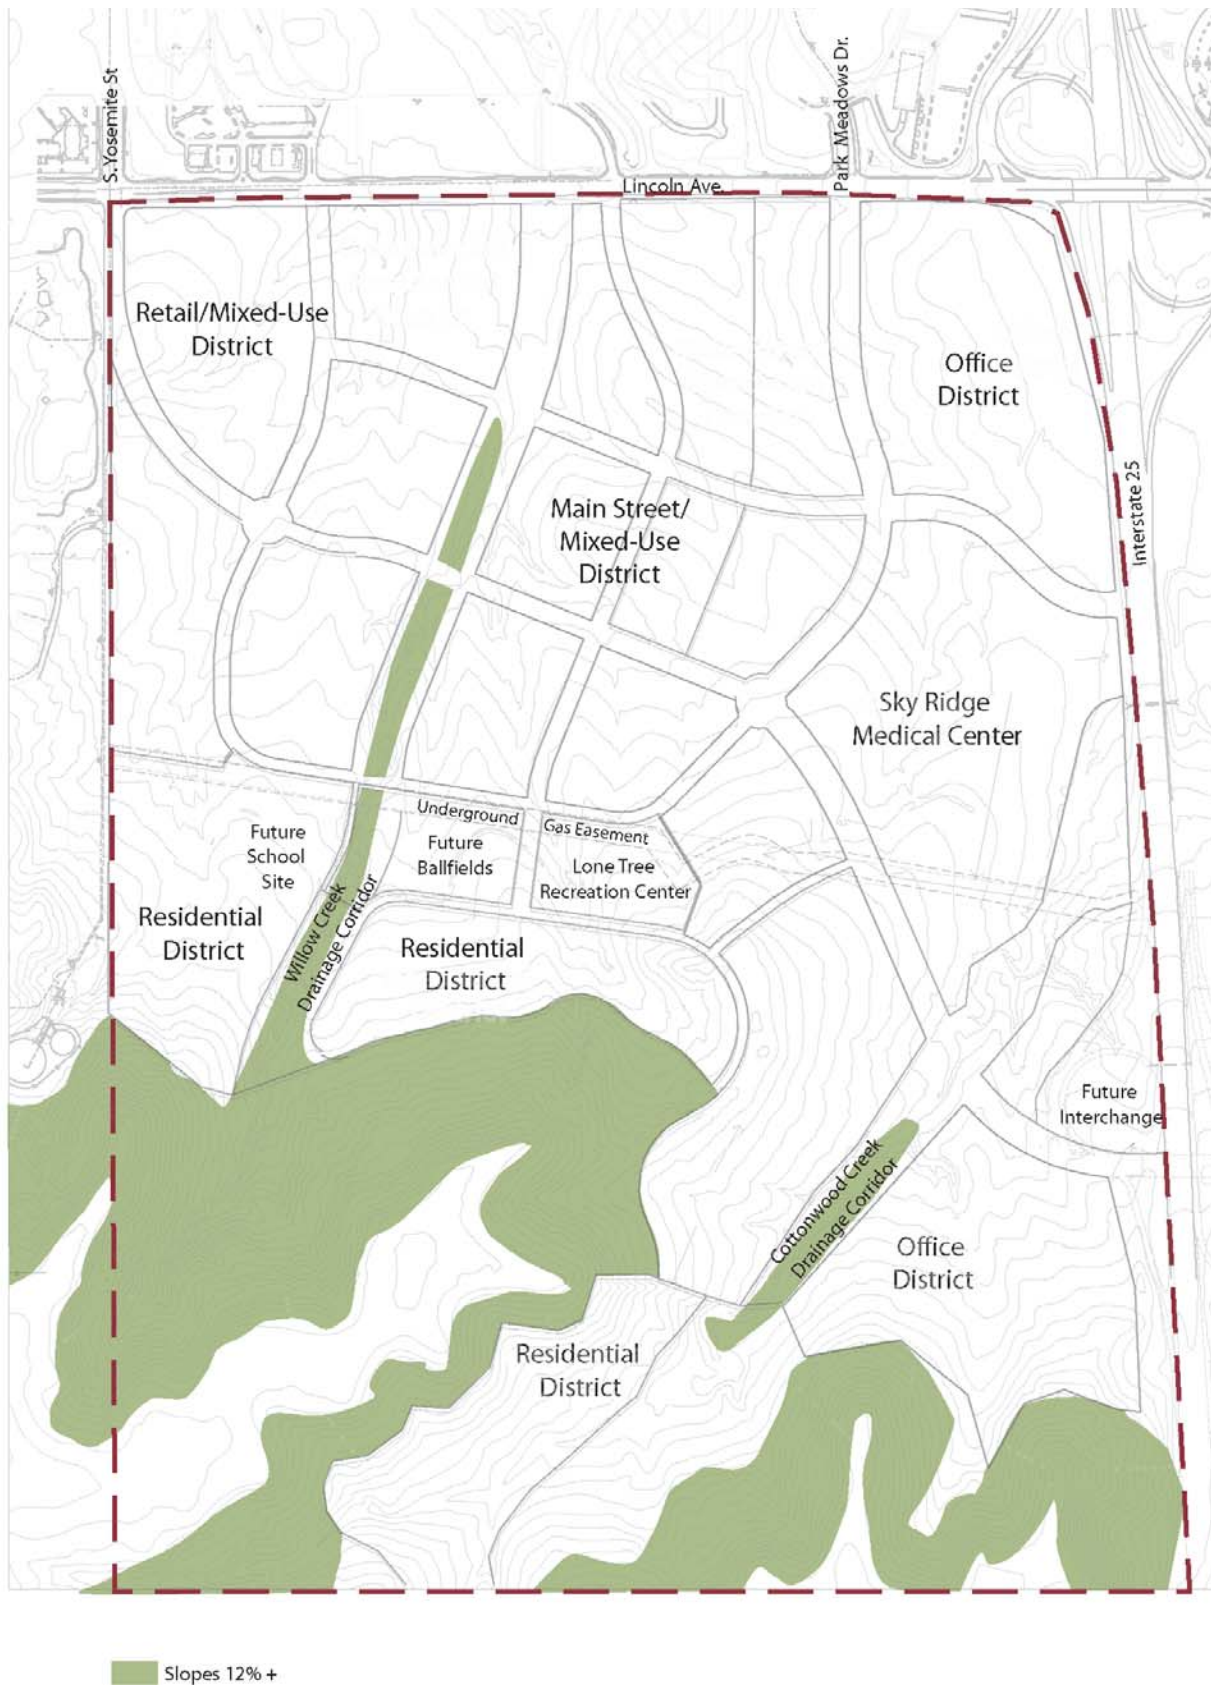 S.Yosemite St
Park Meadows Dr.
Lincoln Ave.
Retail/Mixed-Use
District
Office
District
Interstate 25
Main Street/
Mixed-Use
District
Sky Ridge
Medical Center
Underground
Gas Easement
Future
School
Site
Future
Ballfields
Lone Tree
Recreation Center
Residential
District
Willow Creek
Drainage Corridor
Residential
District
Future
Interchange
Cottonwood Creek
Drainage Corridor
Office
District
Residential
District
Slopes 12% +